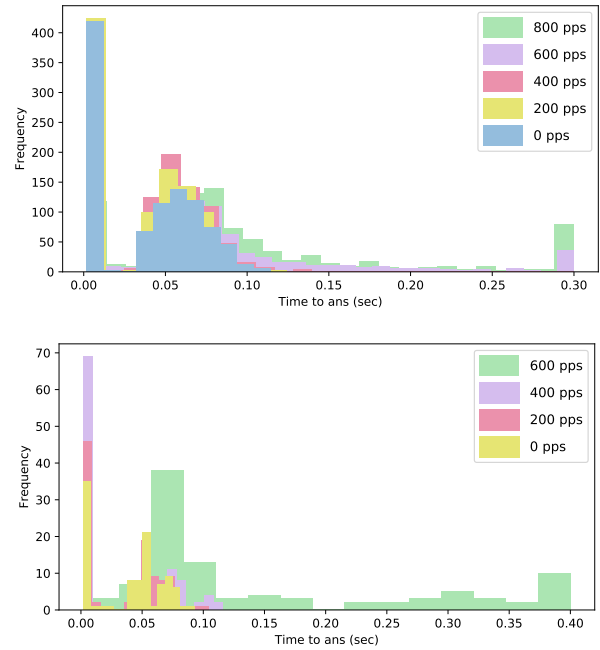 400
350
300
250
200
150
100
50
0
Frequency
0.00 0.05 0.10 0.15 0.20 0.25 0.30
Time to ans (sec)
800 pps
600 pps
400 pps
200 pps
0 pps
70
60
50
40
30
20
10
0
Frequency
0.00 0.05 0.10 0.15 0.20 0.25 0.30 0.35 0.40
Time to ans (sec)
600 pps
400 pps
200 pps
0 pps